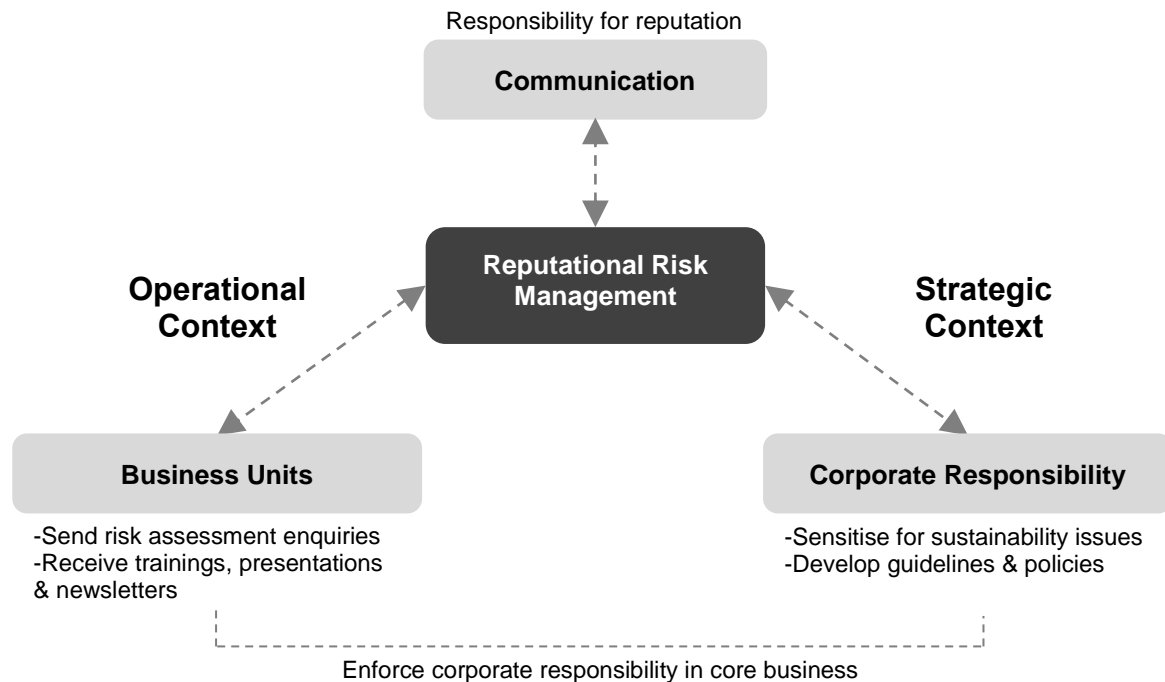 Responsibility for reputation
Communication
Reputational Risk
Management
Operational
Context
Strategic
Context
Business Units
-Send risk assessment enquiries
-Receive trainings, presentations
& newsletters
Corporate Responsibility
-Sensitise for sustainability issues
-Develop guidelines & policies
Enforce corporate responsibility in core business